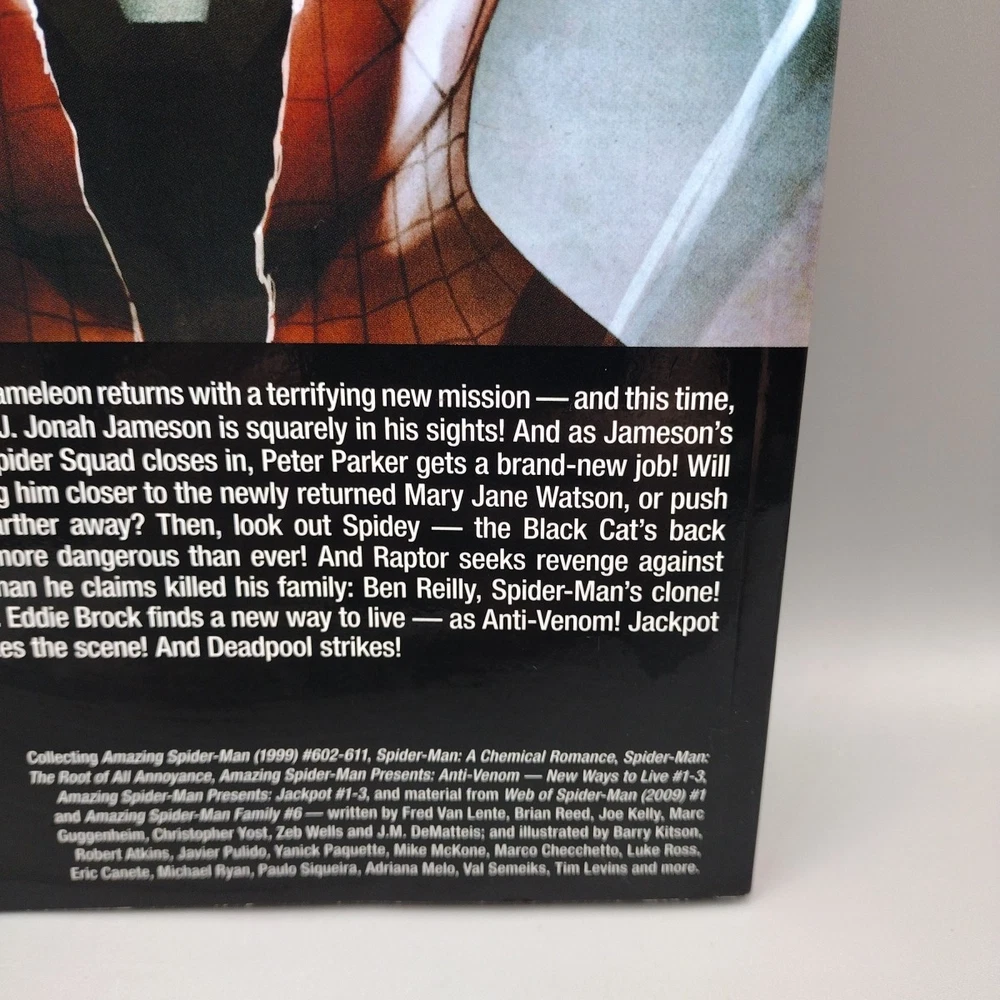 ameleon returns with a terrifying new mission — and this time,
J. Jonah Jameson is squarely in his sights! And as Jameson's
pider Squad closes in, Peter Parker gets a brand-new job! Will
g him closer to the newly returned Mary Jane Watson, or push
arther away? Then, look out Spidey — the Black Cat's back
more dangerous than ever! And Raptor seeks revenge against
man he claims killed his family: Ben Reilly, Spider-Man's clone!
Eddie Brock finds a new way to live — as Anti-Venom! Jackpot
es the scene! And Deadpool strikes!
Collecting Amazing Spider-Man (1999) #602-611, Spider-Man: A Chemical Romance, Spider-Man:
The Root of All Annoyance, Amazing Spider-Man Presents: Anti-Venom — New Ways to Live #1-3,
Amazing Spider-Man Presents: Jackpot #1-3, and material from Web of Spider-Man (2009) #1
and Amazing Spider-Man Family #6 — written by Fred Van Lente, Brian Reed, Joe Kelly, Marc
Guggenheim, Christopher Yost, Zeb Wells and J.M. DeMatteis; and illustrated by Barry Kitson,
Robert Atkins, Javier Pulido, Yanick Paquette, Mike McKone, Marco Checchetto, Luke Ross,
Eric Canete, Michael Ryan, Paulo Siqueira, Adriana Melo, Val Semeiks, Tim Levins and more.